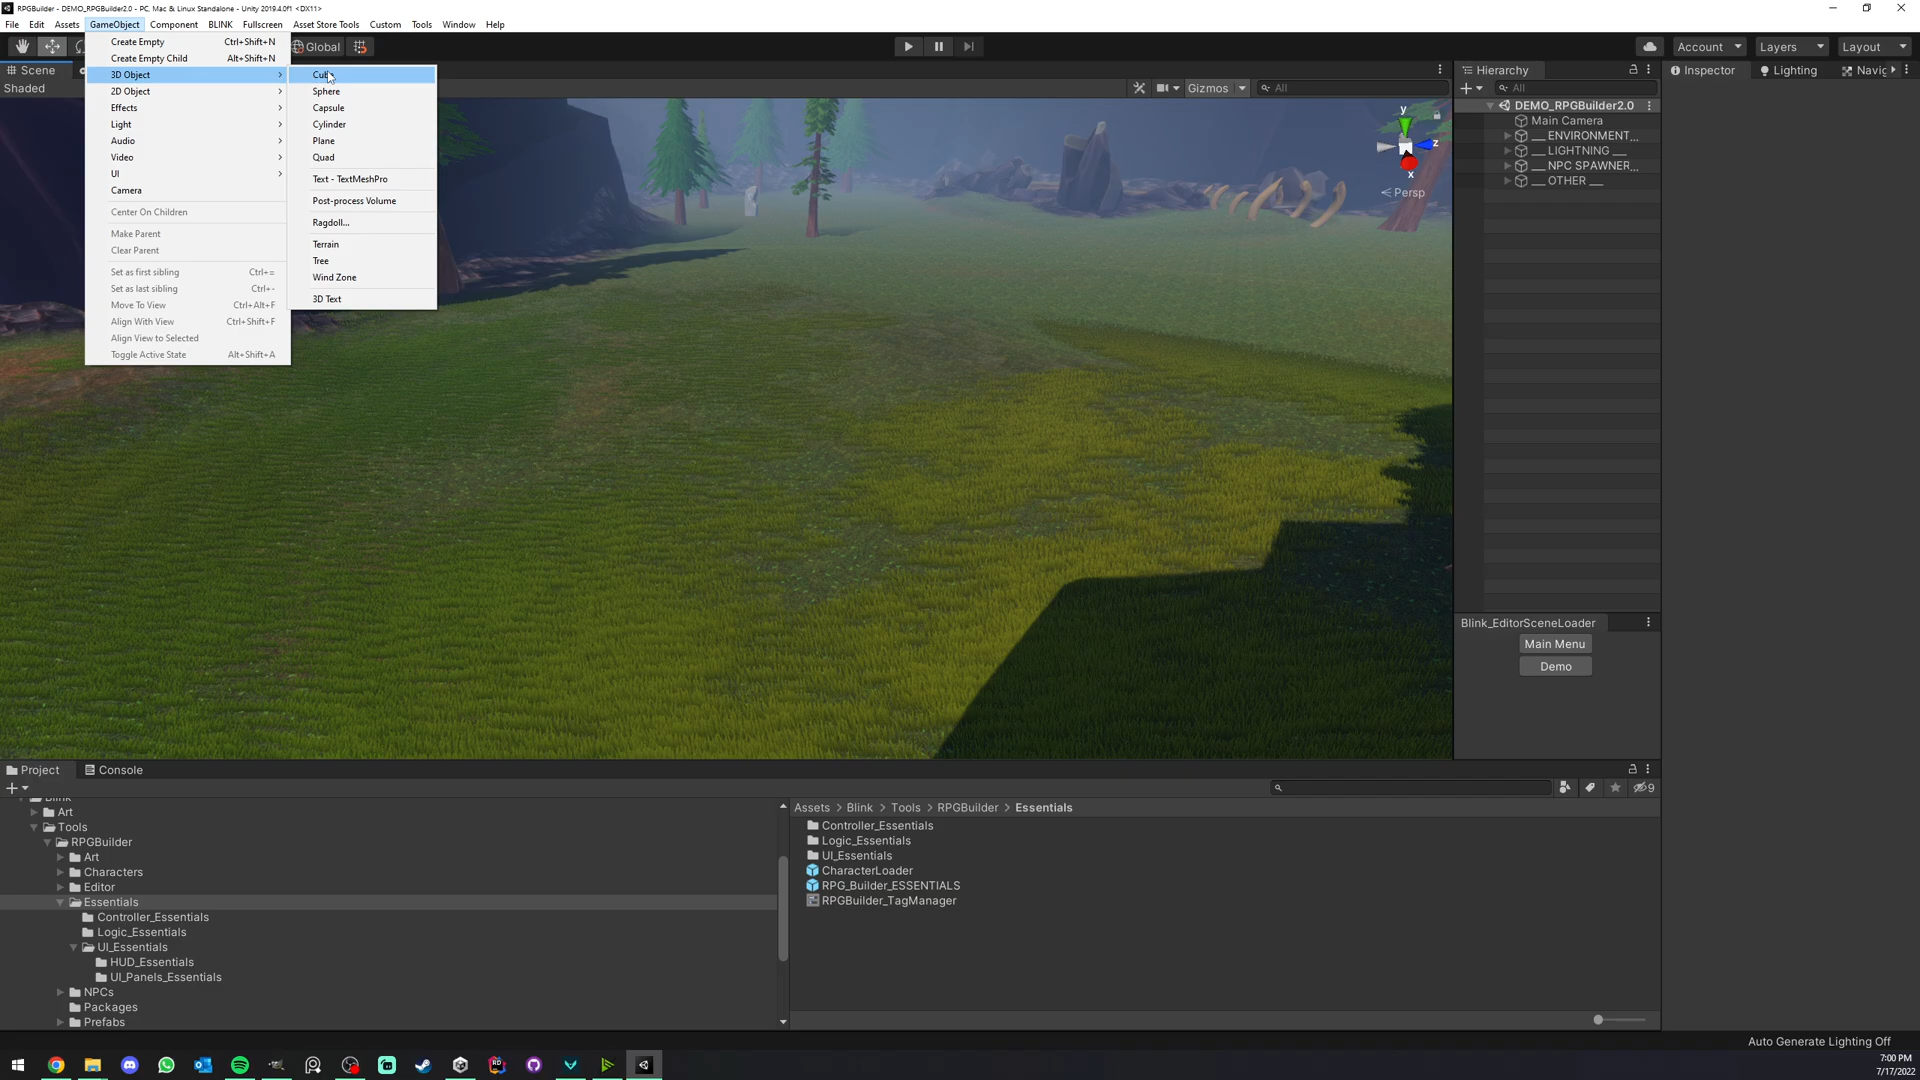 RPGBuilder - DEMO_RPGBuilder2.0 - PC, Mac & Linux Standalone - Unity 2019.4.0f1 <DX11>
File Edit Assets GameObject Component BLINK Fullscreen Asset Store Tools Custom Tools Window Help
Global
Account
Layers
Layout
Scene
Shaded
Gizmos
All
Create Empty Ctrl+Shift+N
Create Empty Child Alt+Shift+N
3D Object
2D Object
Effects
Light
Audio
Video
UI
Camera
Center On Children
Make Parent
Clear Parent
Set as first sibling Ctrl+=
Set as last sibling Ctrl+-
Move To View Ctrl+Alt+F
Align With View Ctrl+Shift+F
Align View to Selected
Toggle Active State Alt+Shift+A
Sphere
Capsule
Cylinder
Plane
Quad
Text - TextMeshPro
Post-process Volume
Ragdoll...
Terrain
Tree
Wind Zone
3D Text
y
z
x
Persp
Hierarchy
All
DEMO_RPGBuilder2.0
Main Camera
__ ENVIRONMENT...
__ LIGHTNING __
__ NPC SPAWNER...
__ OTHER __
Blink_EditorSceneLoader
Main Menu
Demo
Inspector
Lighting
Navig
Project
Console
9
Blink
Art
Tools
RPGBuilder
Art
Characters
Editor
Essentials
Controller_Essentials
Logic_Essentials
UI_Essentials
HUD_Essentials
UI_Panels_Essentials
NPCs
Packages
Prefabs
Assets > Blink > Tools > RPGBuilder > Essentials
Controller_Essentials
Logic_Essentials
UI_Essentials
CharacterLoader
RPG_Builder_ESSENTIALS
RPGBuilder_TagManager
Auto Generate Lighting Off
7:00 PM
7/17/2022